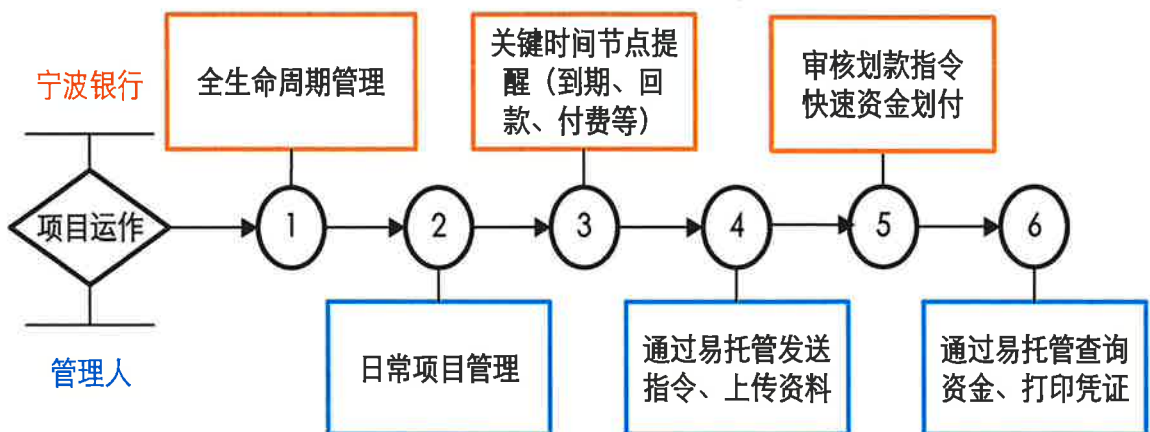 宁波银行
全生命周期管理
关键时间节点提
醒（到期、回
款、付费等）
审核划款指令
快速资金划付
项目运作
1
2
3
4
5
6
管理人
日常项目管理
通过易托管发送
指令、上传资料
通过易托管查询
资金、打印凭证